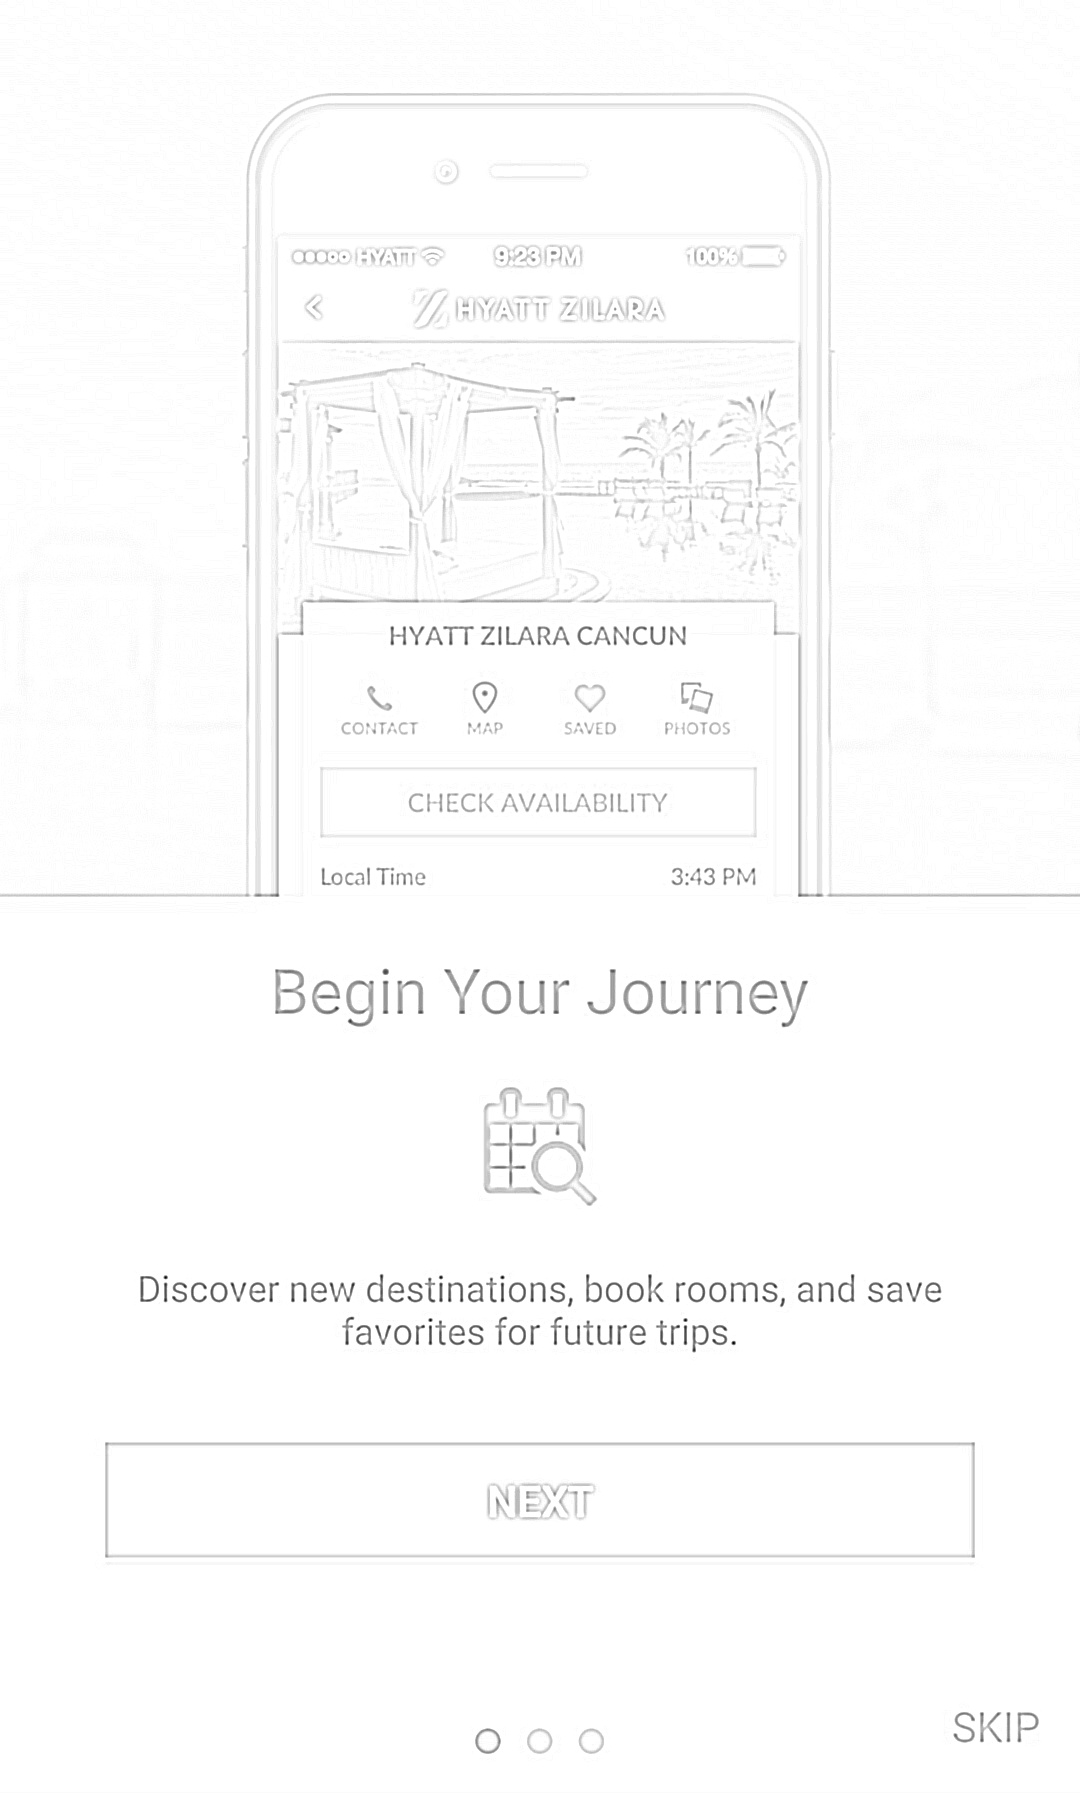 HYATT 9:23 PM 100%
HYATT ZILARA
HYATT ZILARA CANCUN
CONTACT MAP SAVED PHOTOS
CHECK AVAILABILITY
Local Time 3:43 PM
Begin Your Journey
Discover new destinations, book rooms, and save
favorites for future trips.
NEXT
SKIP